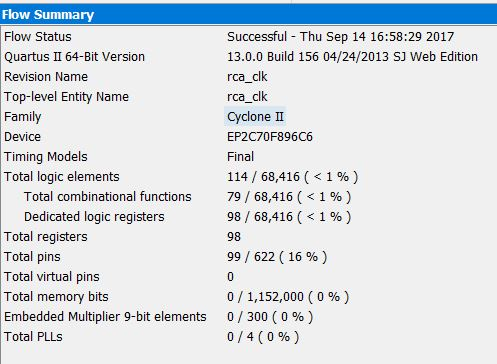 Flow Summary
Flow Status Successful - Thu Sep 14 16:58:29 2017
Quartus II 64-Bit Version 13.0.0 Build 156 04/24/2013 SJ Web Edition
Revision Name rca_clk
Top-level Entity Name rca_clk
Family Cyclone II
Device EP2C70F896C6
Timing Models Final
Total logic elements 114 / 68,416 ( < 1 % )
Total combinational functions 79 / 68,416 ( < 1 % )
Dedicated logic registers 98 / 68,416 ( < 1 % )
Total registers 98
Total pins 99 / 622 ( 16 % )
Total virtual pins 0
Total memory bits 0 / 1,152,000 ( 0 % )
Embedded Multiplier 9-bit elements 0 / 300 ( 0 % )
Total PLLs 0 / 4 ( 0 % )